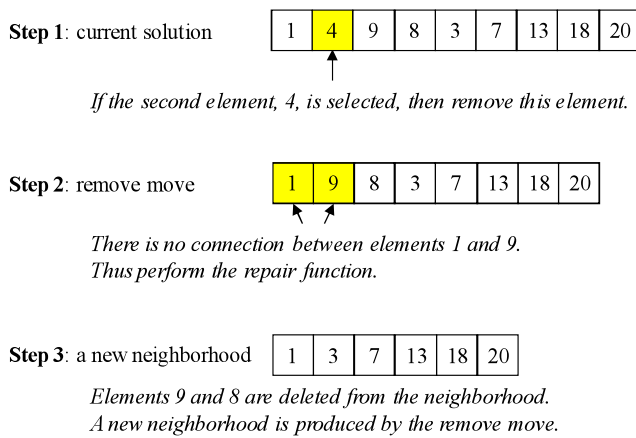 Step 1: current solution 1 4 9 8 3 7 13 18 20
If the second element, 4, is selected, then remove this element.
Step 2: remove move 1 9 8 3 7 13 18 20
There is no connection between elements 1 and 9.
Thus perform the repair function.
Step 3: a new neighborhood 1 3 7 13 18 20
Elements 9 and 8 are deleted from the neighborhood.
A new neighborhood is produced by the remove move.